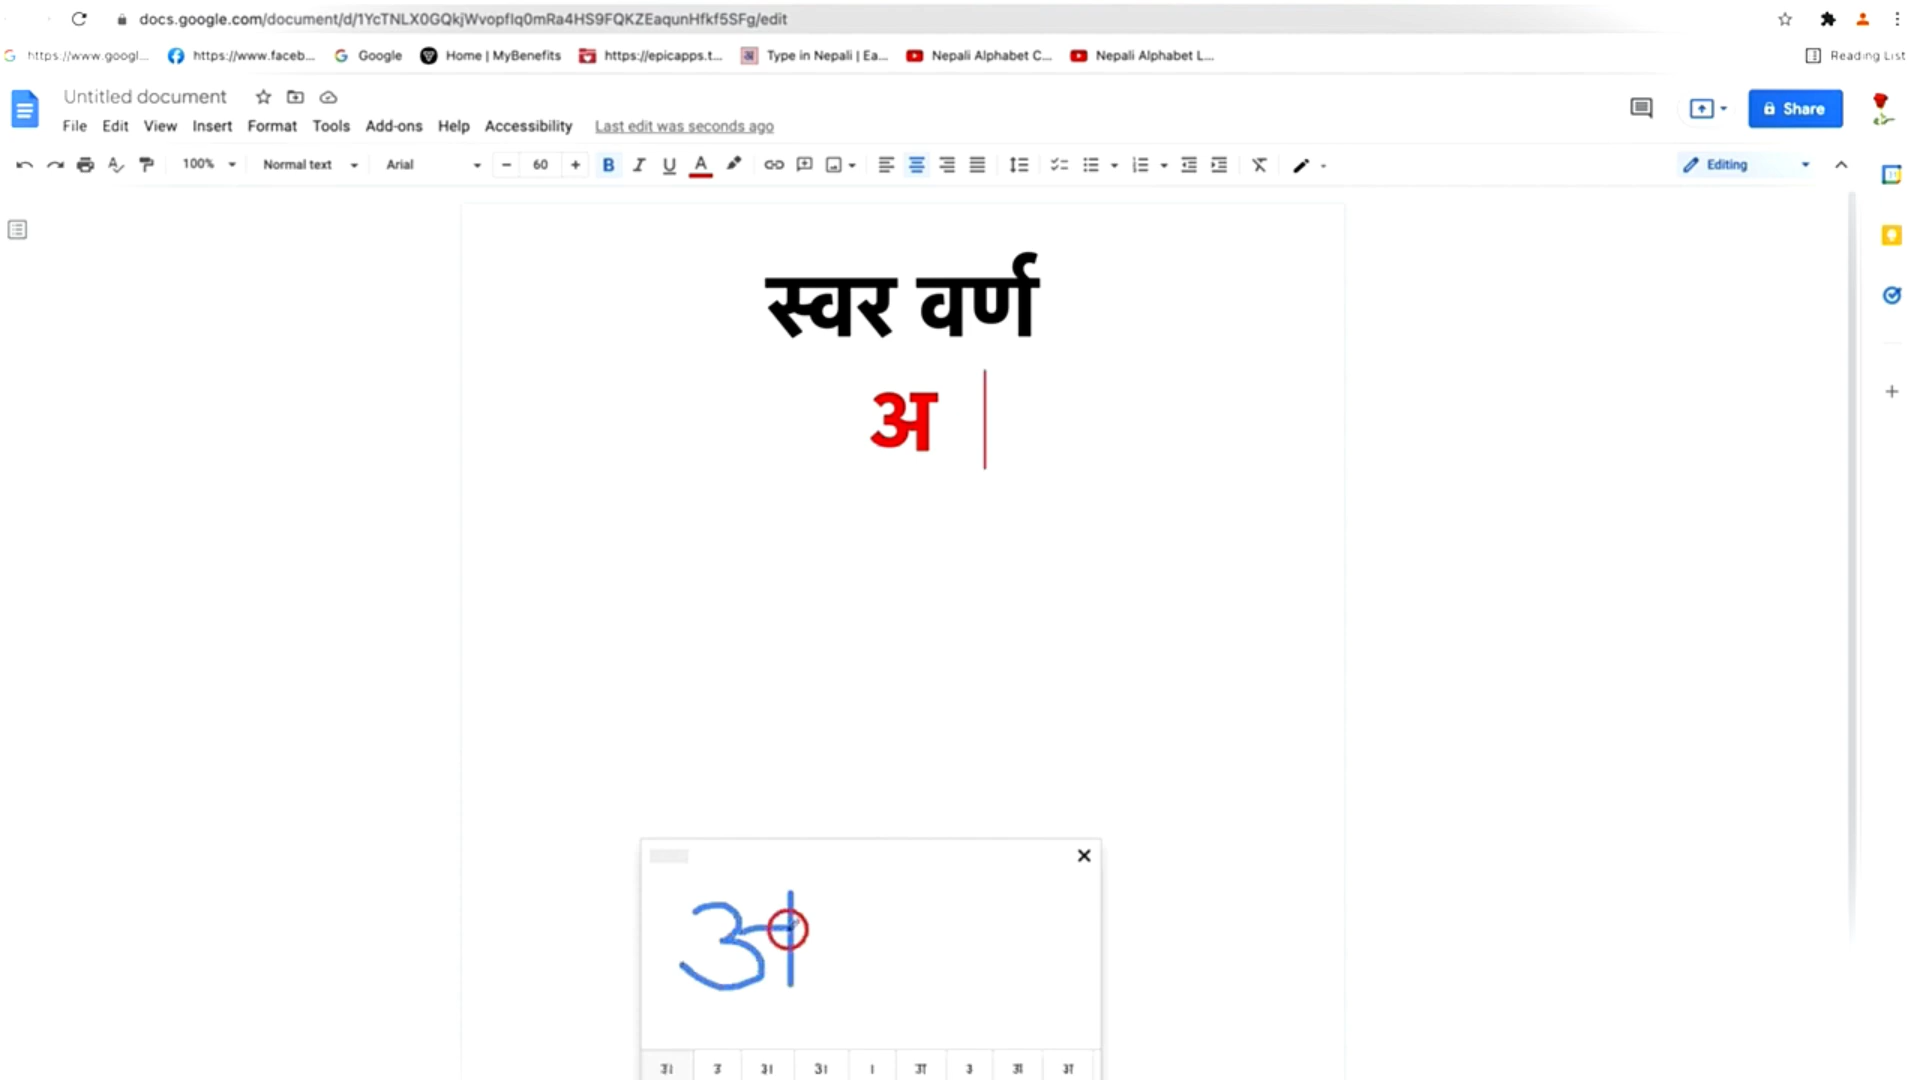 docs.google.com/document/d/1YcTNLX0GQkjWvopfIq0mRa4HS9FQKZEaqunHfkf5SFg/edit
https://www.googl... https://www.faceb... Google Home | MyBenefits https://epicapps.t... Type in Nepali | Ea... Nepali Alphabet C... Nepali Alphabet L... Reading List
Untitled document
File Edit View Insert Format Tools Add-ons Help Accessibility Last edit was seconds ago Share
100% Normal text Arial 60 B I U A Editing
स्वर वर्ण
अ